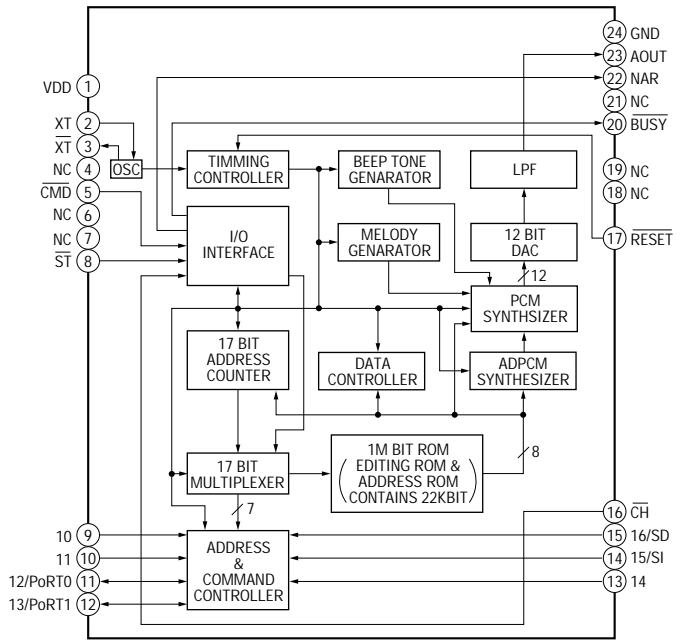 24 GND
23 AOUT
VDD 1
22 NAR
21 NC
XT 2
20 BUSY
XT 3
NC 4
OSC
TIMMING
CONTROLLER
BEEP TONE
GENARATOR
LPF
19 NC
CMD 5
18 NC
NC 6
I/O
INTERFACE
MELODY
GENARATOR
12 BIT
DAC
NC 7
17 RESET
ST 8
12
PCM
SYNTHSIZER
17 BIT
ADDRESS
COUNTER
DATA
CONTROLLER
ADPCM
SYNTHESIZER
17 BIT
MULTIPLEXER
1M BIT ROM
EDITING ROM &
ADDRESS ROM
CONTAINS 22KBIT
8
7
16 CH
10 9
ADDRESS
&
COMMAND
CONTROLLER
15 16/SD
11 10
14 15/SI
12/PoRT0 11
13 14
13/PoRT1 12